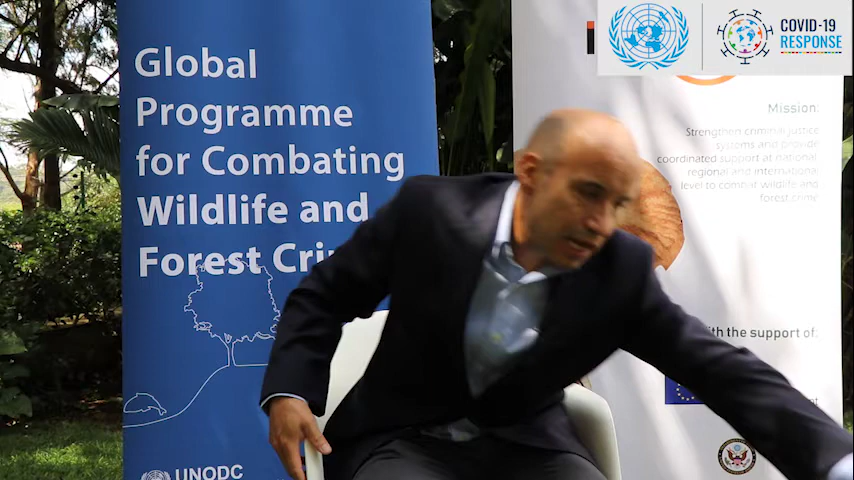 Global
Programme
for Combating
Wildlife and
Forest Cri
UNODC
COVID-19
RESPONSE
Mission:
Strengthen criminal justice
systems and provide
coordinated support at national,
regional and international
level to combat wildlife and
forest crime
with the support of: